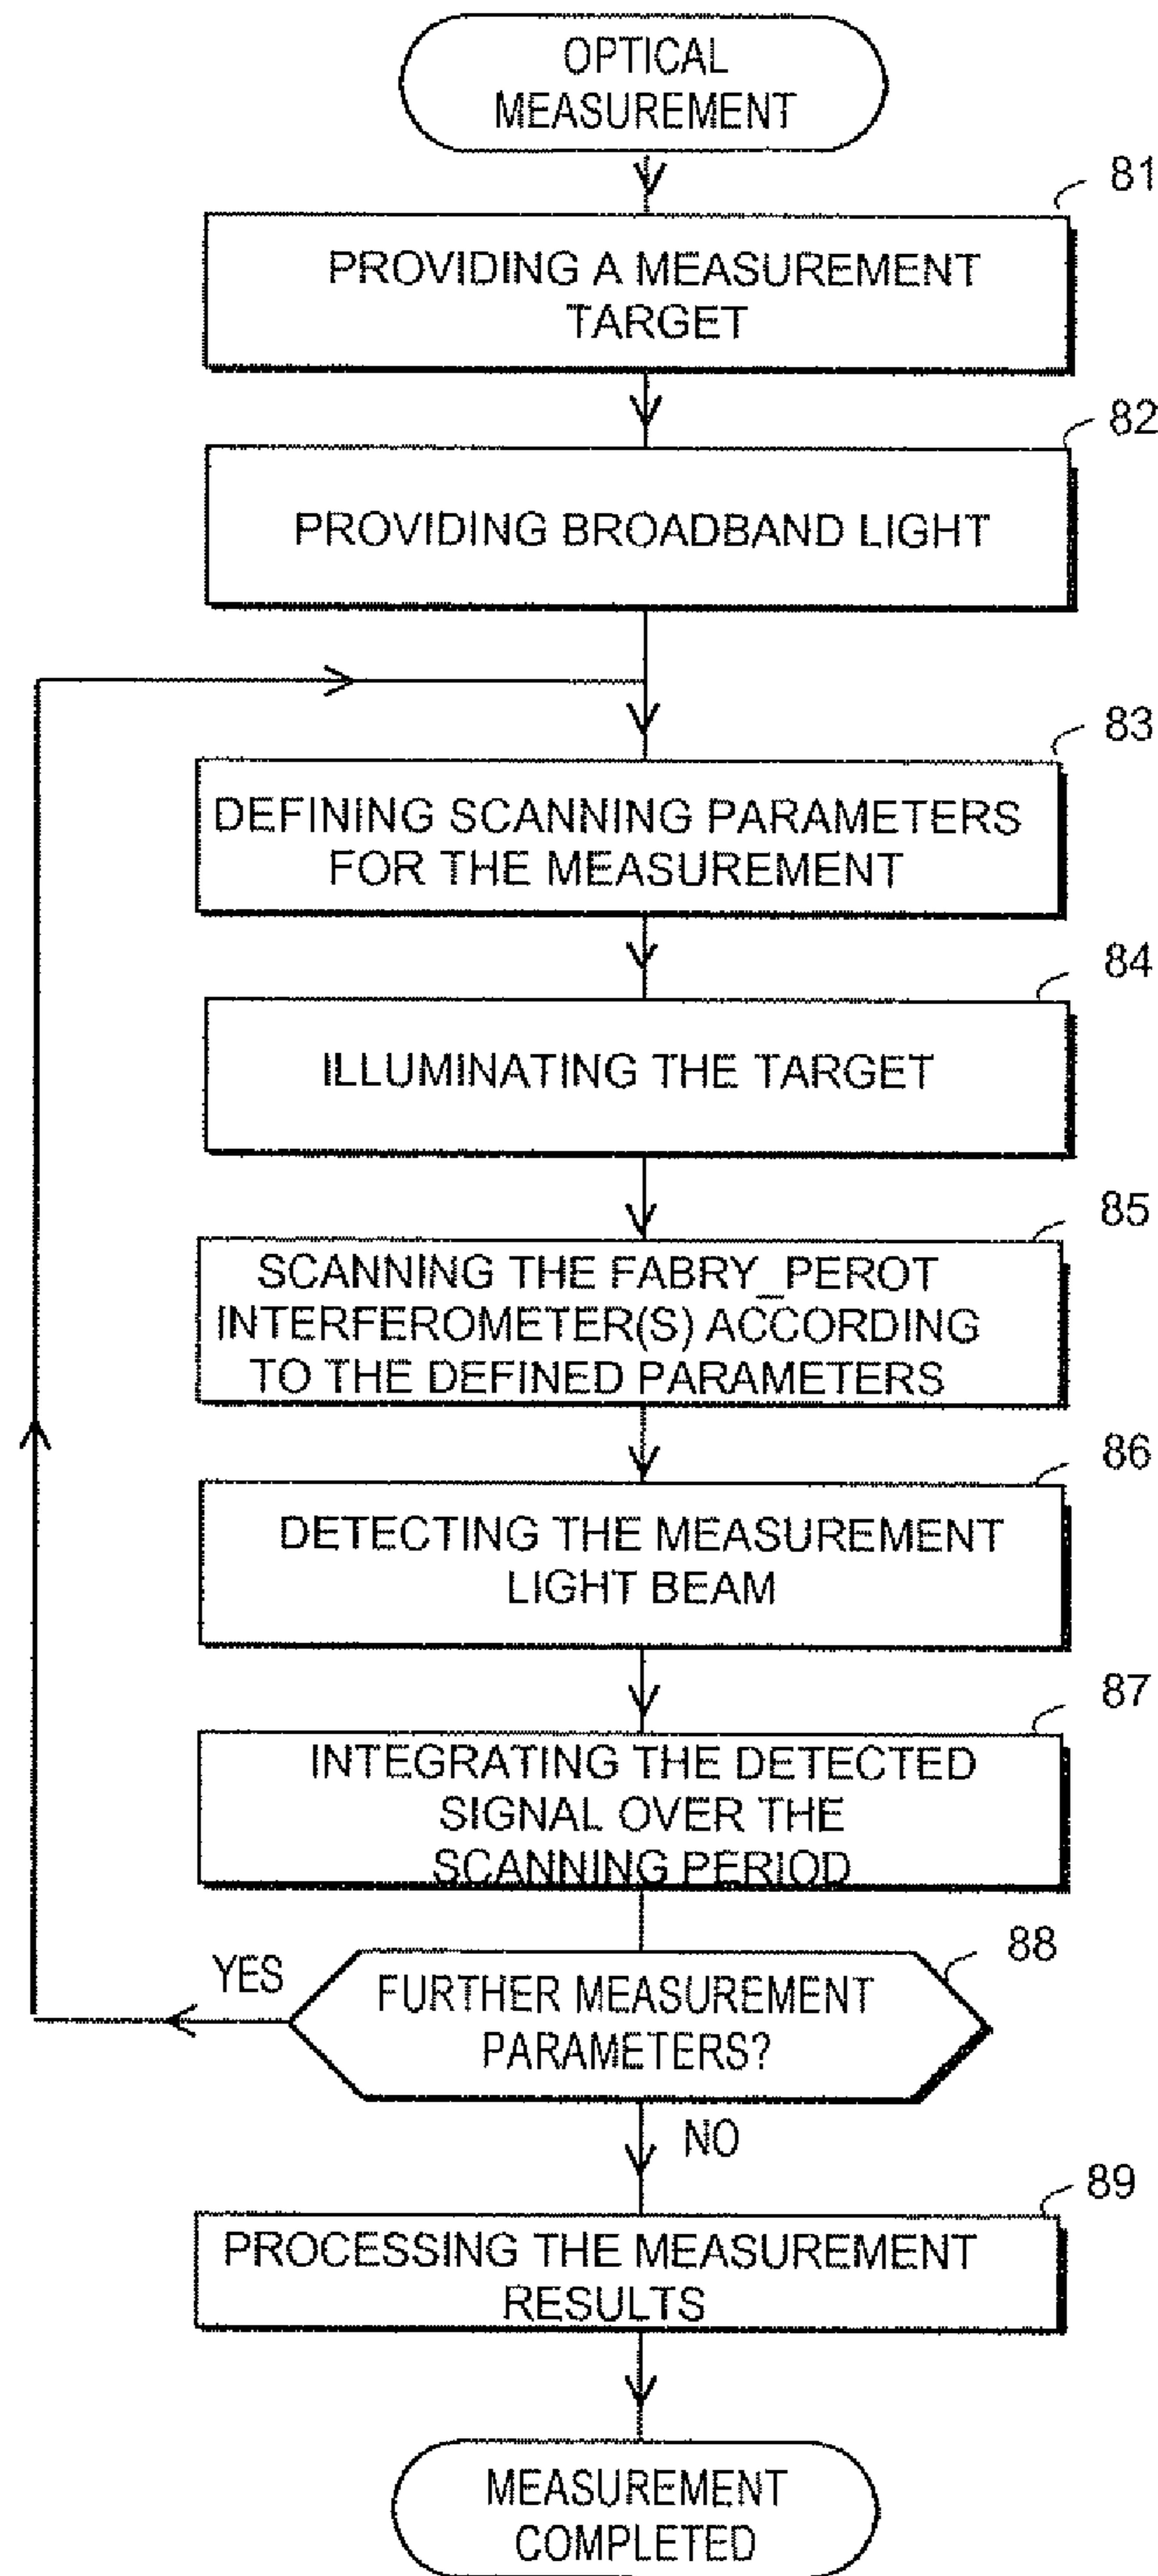 OPTICAL
MEASUREMENT
81
PROVIDING A MEASUREMENT
TARGET
82
PROVIDING BROADBAND LIGHT
83
DEFINING SCANNING PARAMETERS
FOR THE MEASUREMENT
84
ILLUMINATING THE TARGET
85
SCANNING THE FABRY_PEROT
INTERFEROMETER(S) ACCORDING
TO THE DEFINED PARAMETERS
86
DETECTING THE MEASUREMENT
LIGHT BEAM
87
INTEGRATING THE DETECTED
SIGNAL OVER THE
SCANNING PERIOD
88
YES
FURTHER MEASUREMENT
PARAMETERS?
NO
89
PROCESSING THE MEASUREMENT
RESULTS
MEASUREMENT
COMPLETED